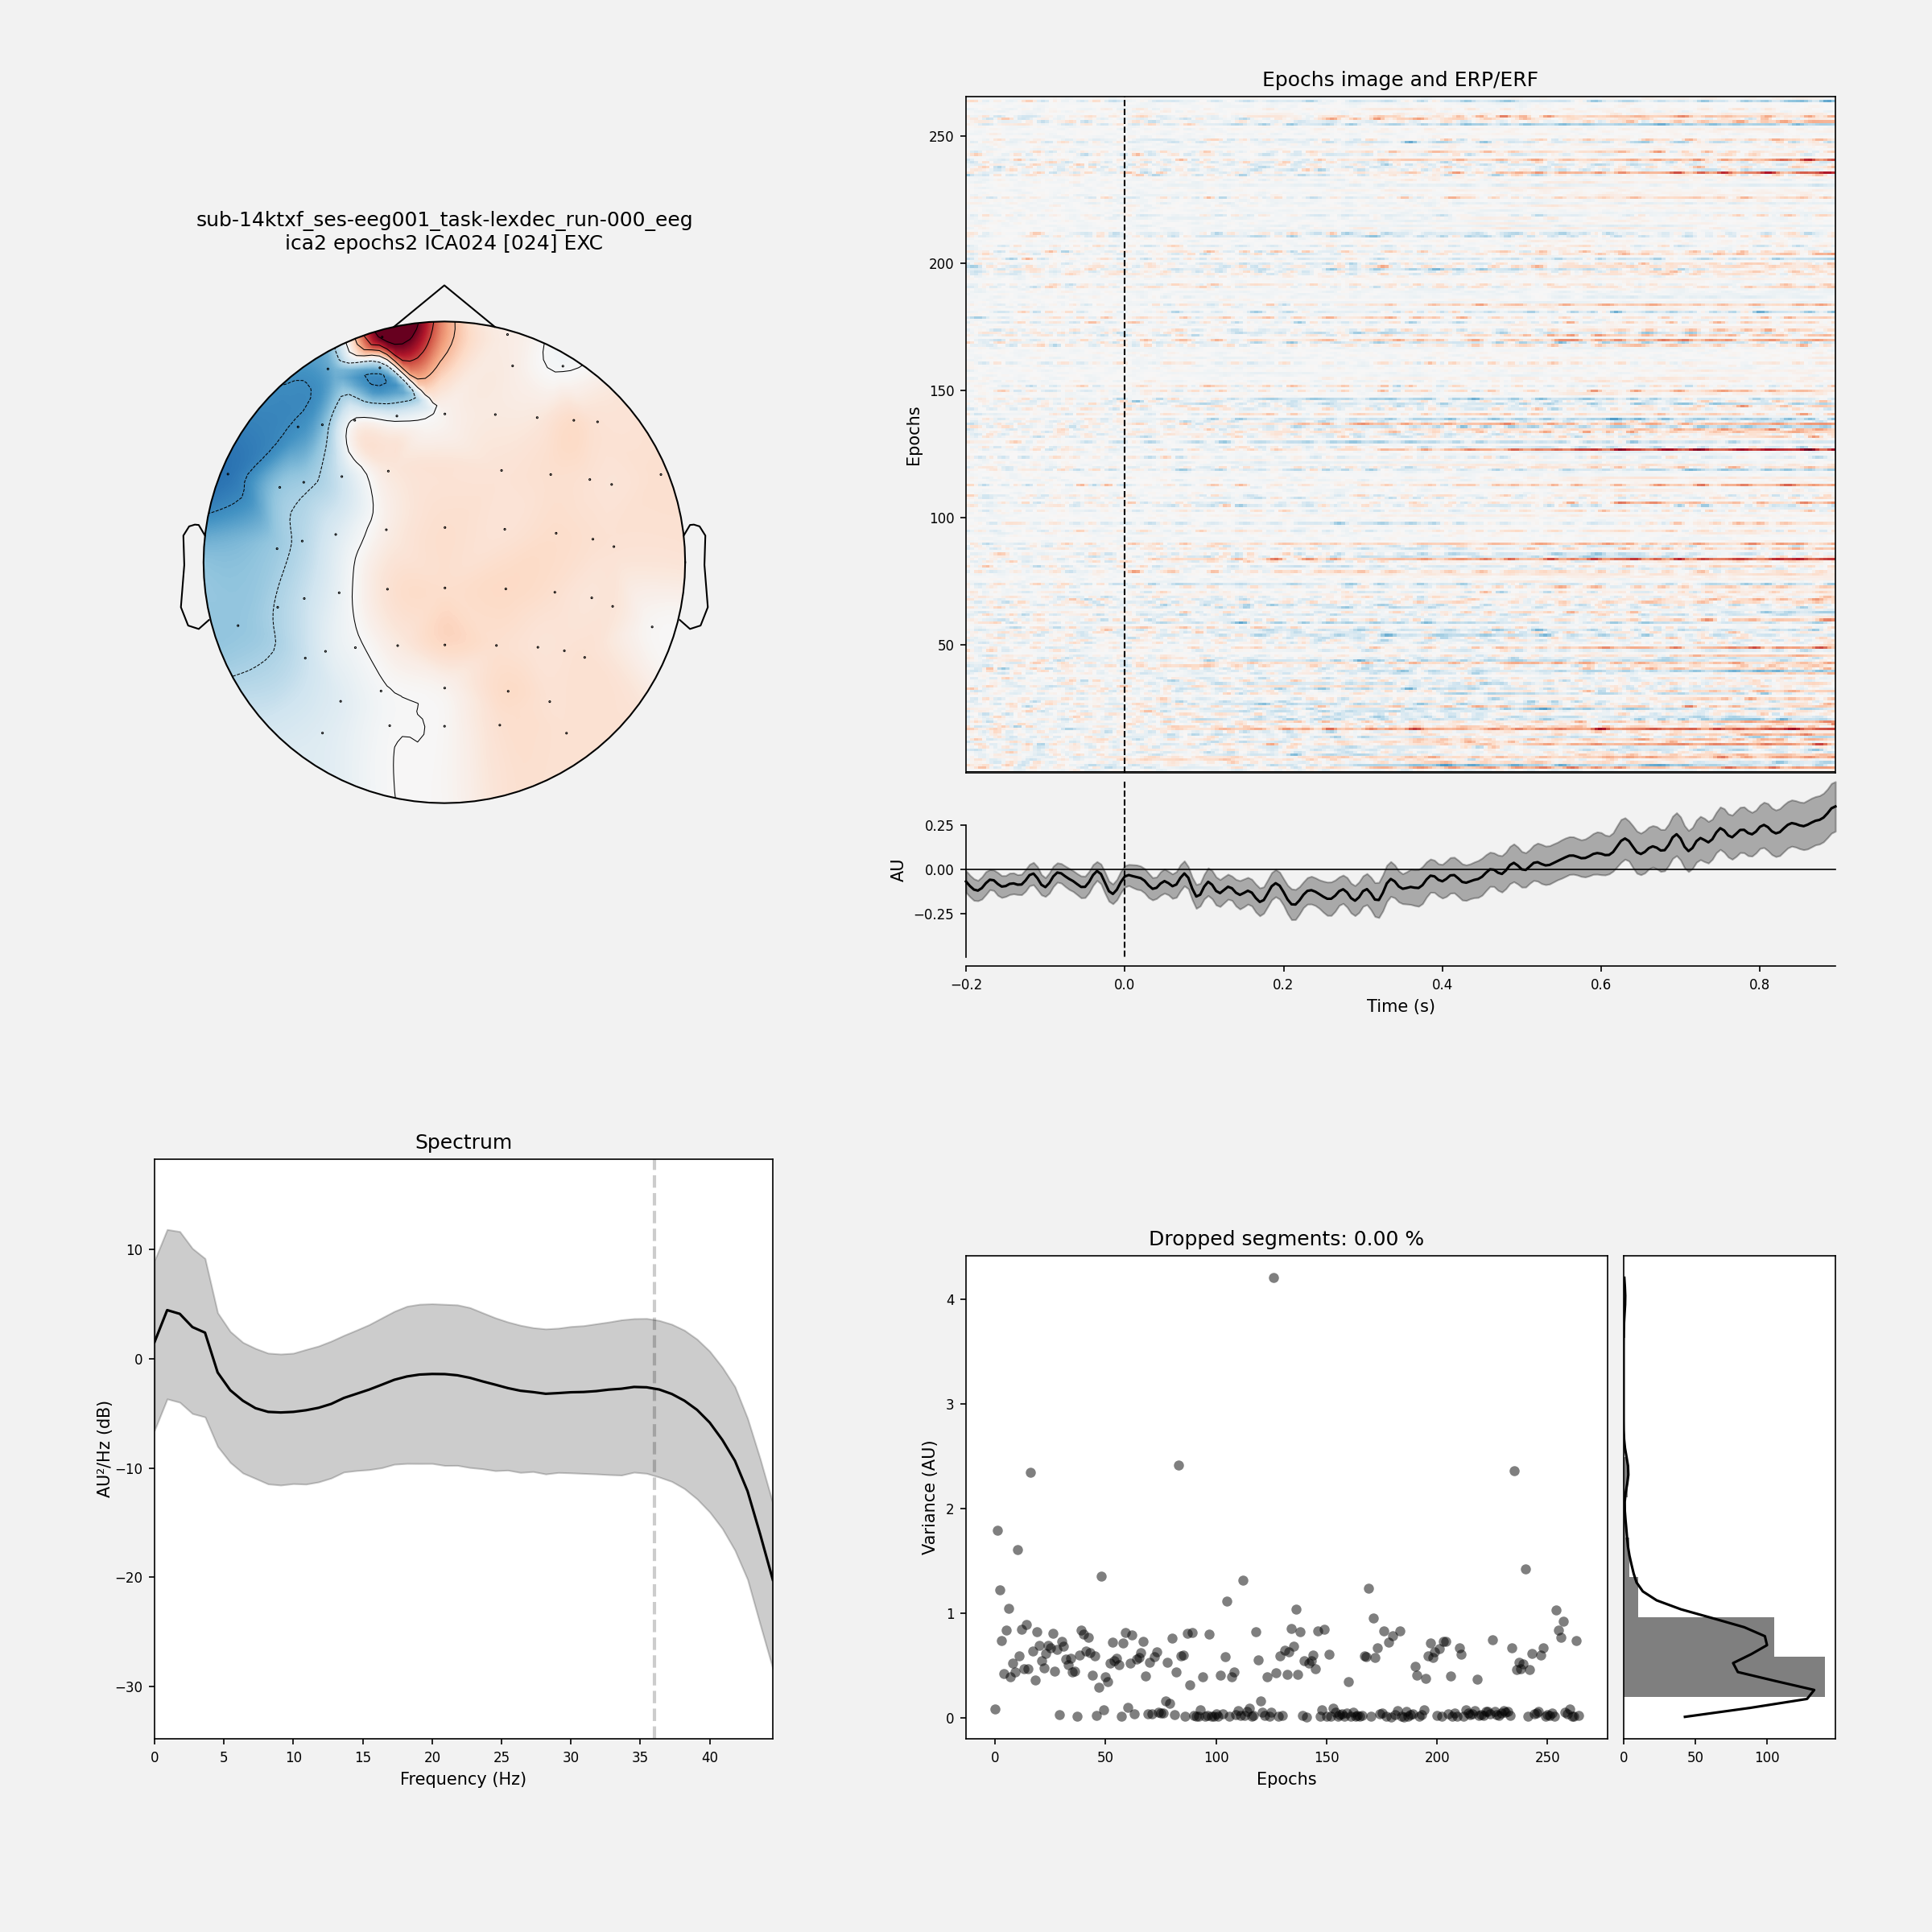 Epochs image and ERP/ERF
sub-14ktxf_ses-eeg001_task-lexdec_run-000_eeg
ica2 epochs2 ICA024 [024] EXC
Epochs
250
200
150
100
50
AU
0.25
0.00
−0.25
−0.2 0.0 0.2 0.4 0.6 0.8
Time (s)
Spectrum
AU²/Hz (dB)
10
0
−10
−20
−30
0 5 10 15 20 25 30 35 40
Frequency (Hz)
Dropped segments: 0.00 %
Variance (AU)
4
3
2
1
0
0 50 100 150 200 250
Epochs
0 50 100